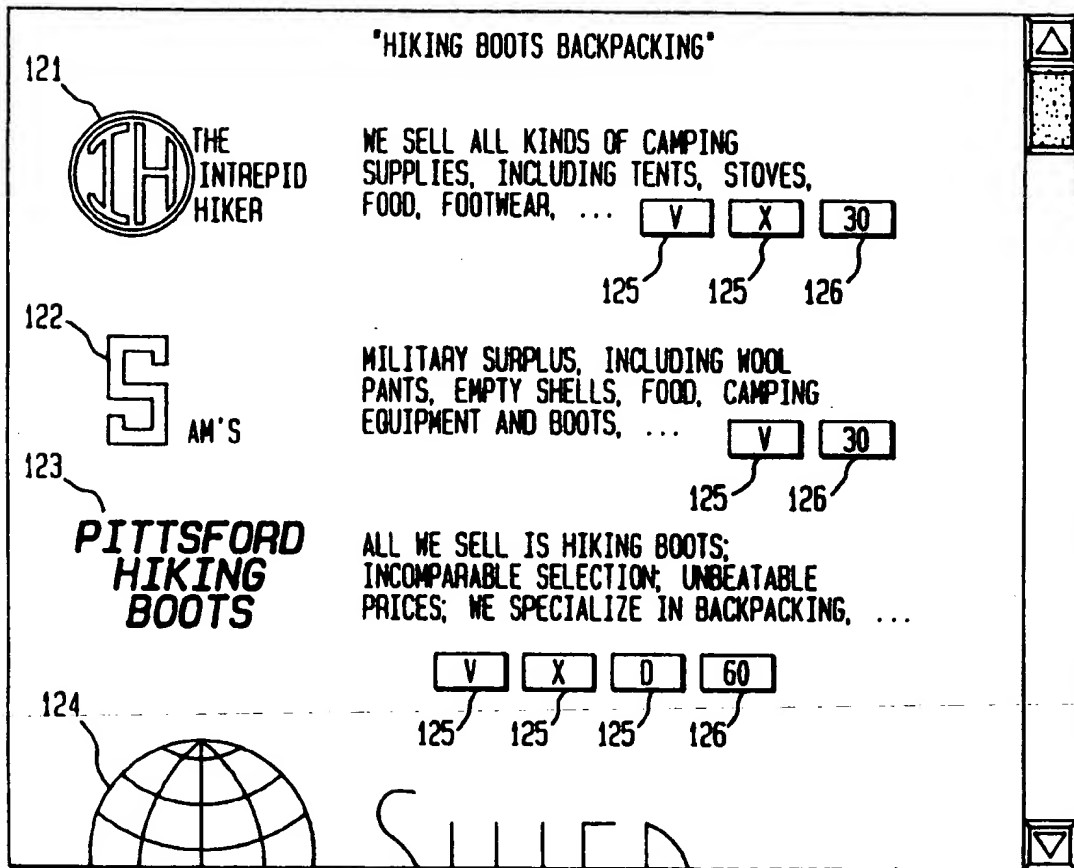 "HIKING BOOTS BACKPACKING"
121
IH THE
INTREPID
HIKER
WE SELL ALL KINDS OF CAMPING
SUPPLIES, INCLUDING TENTS, STOVES,
FOOD, FOOTWEAR, ...
V X 30
125 125 126
122
S AM'S
MILITARY SURPLUS, INCLUDING WOOL
PANTS, EMPTY SHELLS, FOOD, CAMPING
EQUIPMENT AND BOOTS, ...
V 30
125 126
123
PITTSFORD
HIKING
BOOTS
ALL WE SELL IS HIKING BOOTS;
INCOMPARABLE SELECTION; UNBEATABLE
PRICES; WE SPECIALIZE IN BACKPACKING, ...
V X D 60
125 125 125 126
124